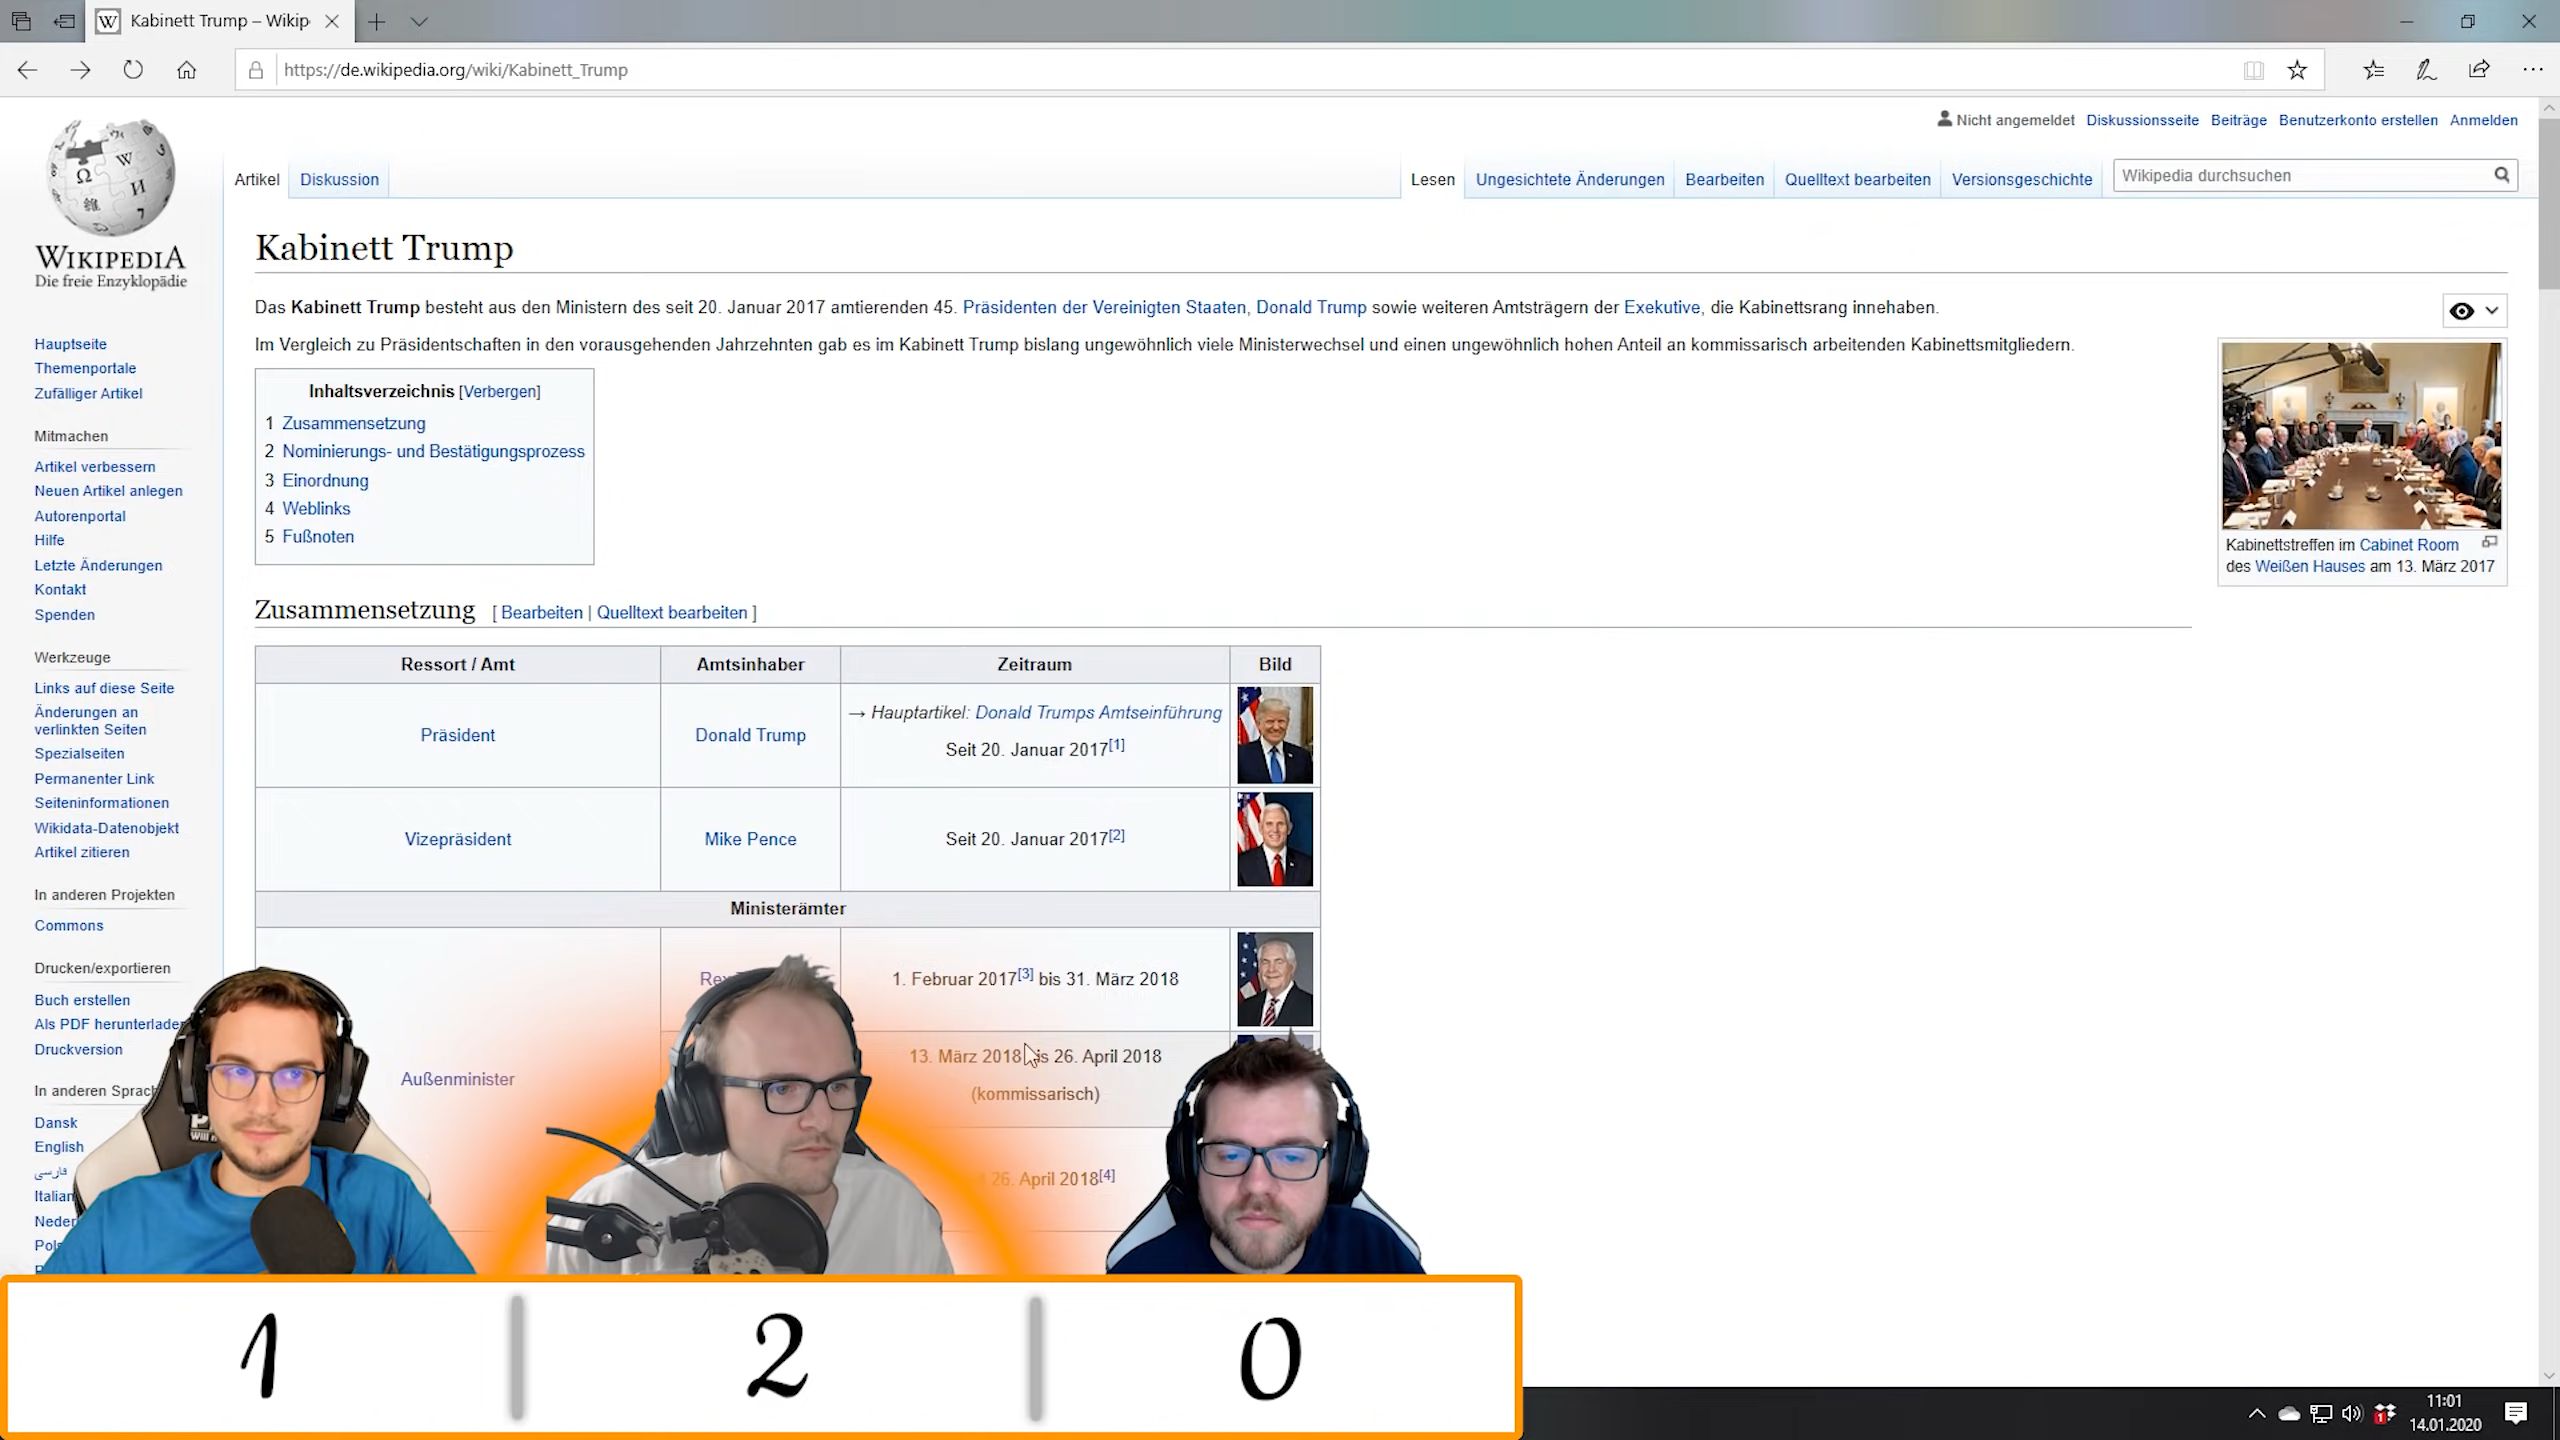 Kabinett Trump – Wikip
https://de.wikipedia.org/wiki/Kabinett_Trump
Nicht angemeldet Diskussionsseite Beiträge Benutzerkonto erstellen Anmelden
Artikel Diskussion Lesen Ungesichtete Änderungen Bearbeiten Quelltext bearbeiten Versionsgeschichte Wikipedia durchsuchen
WIKIPEDIA
Die freie Enzyklopädie
Hauptseite
Themenportale
Zufälliger Artikel
Mitmachen
Artikel verbessern
Neuen Artikel anlegen
Autorenportal
Hilfe
Letzte Änderungen
Kontakt
Spenden
Werkzeuge
Links auf diese Seite
Änderungen an
verlinkten Seiten
Spezialseiten
Permanenter Link
Seiteninformationen
Wikidata-Datenobjekt
Artikel zitieren
In anderen Projekten
Commons
Drucken/exportieren
Buch erstellen
Als PDF herunterladen
Druckversion
In anderen Sprach
Dansk
English
فارسی
Italian
Neder
Pols
Kabinett Trump
Das Kabinett Trump besteht aus den Ministern des seit 20. Januar 2017 amtierenden 45. Präsidenten der Vereinigten Staaten, Donald Trump sowie weiteren Amtsträgern der Exekutive, die Kabinettsrang innehaben.
Im Vergleich zu Präsidentschaften in den vorausgehenden Jahrzehnten gab es im Kabinett Trump bislang ungewöhnlich viele Ministerwechsel und einen ungewöhnlich hohen Anteil an kommissarisch arbeitenden Kabinettsmitgliedern.
Inhaltsverzeichnis [Verbergen]
1 Zusammensetzung
2 Nominierungs- und Bestätigungsprozess
3 Einordnung
4 Weblinks
5 Fußnoten
Kabinettstreffen im Cabinet Room
des Weißen Hauses am 13. März 2017
Zusammensetzung [ Bearbeiten | Quelltext bearbeiten ]
Ressort / Amt Amtsinhaber Zeitraum Bild
Präsident Donald Trump → Hauptartikel: Donald Trumps Amtseinführung
Seit 20. Januar 2017[1]
Vizepräsident Mike Pence Seit 20. Januar 2017[2]
Ministerämter
Außenminister
Rex
1. Februar 2017[3] bis 31. März 2018
13. März 2018 bis 26. April 2018
(kommissarisch)
26. April 2018[4]
1 2 0
11:01
14.01.2020